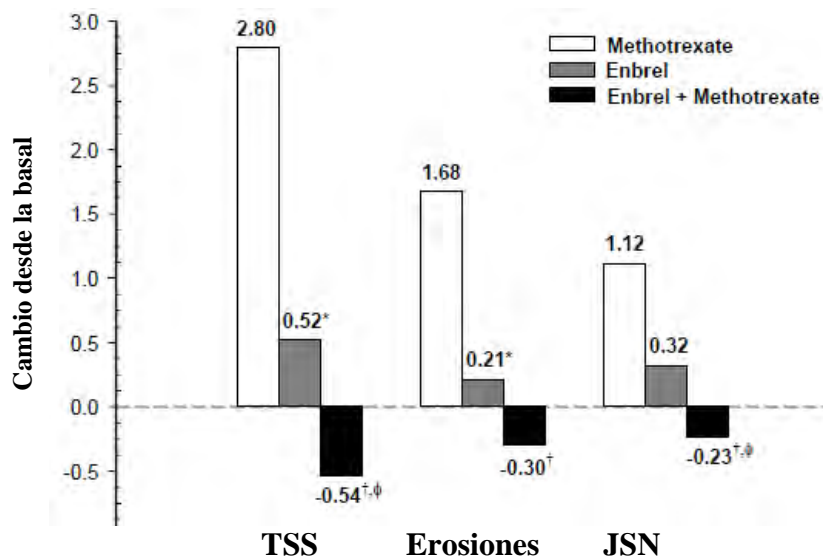 3.0
2.80
Methotrexate
Enbrel
2.5
Enbrel + Methotrexate
2.0
1.68
1.5
1.12
1.0
0.52*
0.5
0.21*
0.32
0.0
-0.5
-0.54†,ϕ
-0.30†
-0.23†,ϕ
Cambio desde la basal
TSS Erosiones JSN